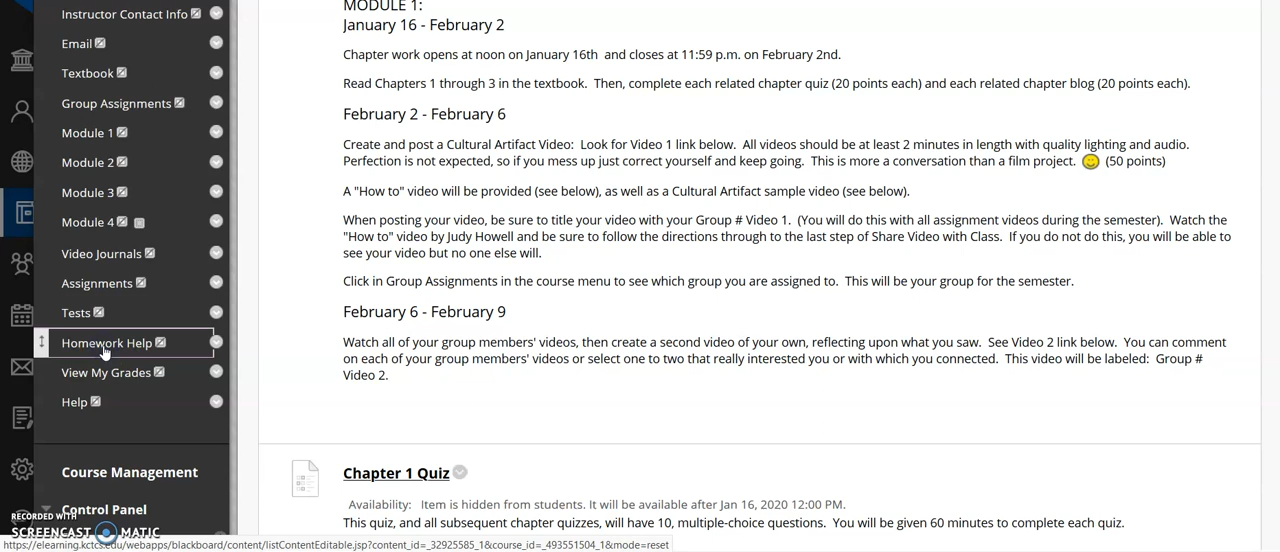 Instructor Contact Info
Email
Textbook
Group Assignments
Module 1
Module 2
Module 3
Module 4
Video Journals
Assignments
Tests
Homework Help
View My Grades
Help
Course Management
Control Panel
RECORDED WITH
SCREENCAST MATIC
MODULE 1:
January 16 - February 2
Chapter work opens at noon on January 16th and closes at 11:59 p.m. on February 2nd.
Read Chapters 1 through 3 in the textbook. Then, complete each related chapter quiz (20 points each) and each related chapter blog (20 points each).
February 2 - February 6
Create and post a Cultural Artifact Video: Look for Video 1 link below. All videos should be at least 2 minutes in length with quality lighting and audio.
Perfection is not expected, so if you mess up just correct yourself and keep going. This is more a conversation than a film project. (50 points)
A "How to" video will be provided (see below), as well as a Cultural Artifact sample video (see below).
When posting your video, be sure to title your video with your Group # Video 1. (You will do this with all assignment videos during the semester). Watch the
"How to" video by Judy Howell and be sure to follow the directions through to the last step of Share Video with Class. If you do not do this, you will be able to
see your video but no one else will.
Click in Group Assignments in the course menu to see which group you are assigned to. This will be your group for the semester.
February 6 - February 9
Watch all of your group members' videos, then create a second video of your own, reflecting upon what you saw. See Video 2 link below. You can comment
on each of your group members' videos or select one to two that really interested you or with which you connected. This video will be labeled: Group #
Video 2.
Chapter 1 Quiz
Availability: Item is hidden from students. It will be available after Jan 16, 2020 12:00 PM.
This quiz, and all subsequent chapter quizzes, will have 10, multiple-choice questions. You will be given 60 minutes to complete each quiz.
https://elearning.kctcs.edu/webapps/blackboard/content/listContentEditable.jsp?content_id=_32925585_1&course_id=_493551504_1&mode=reset